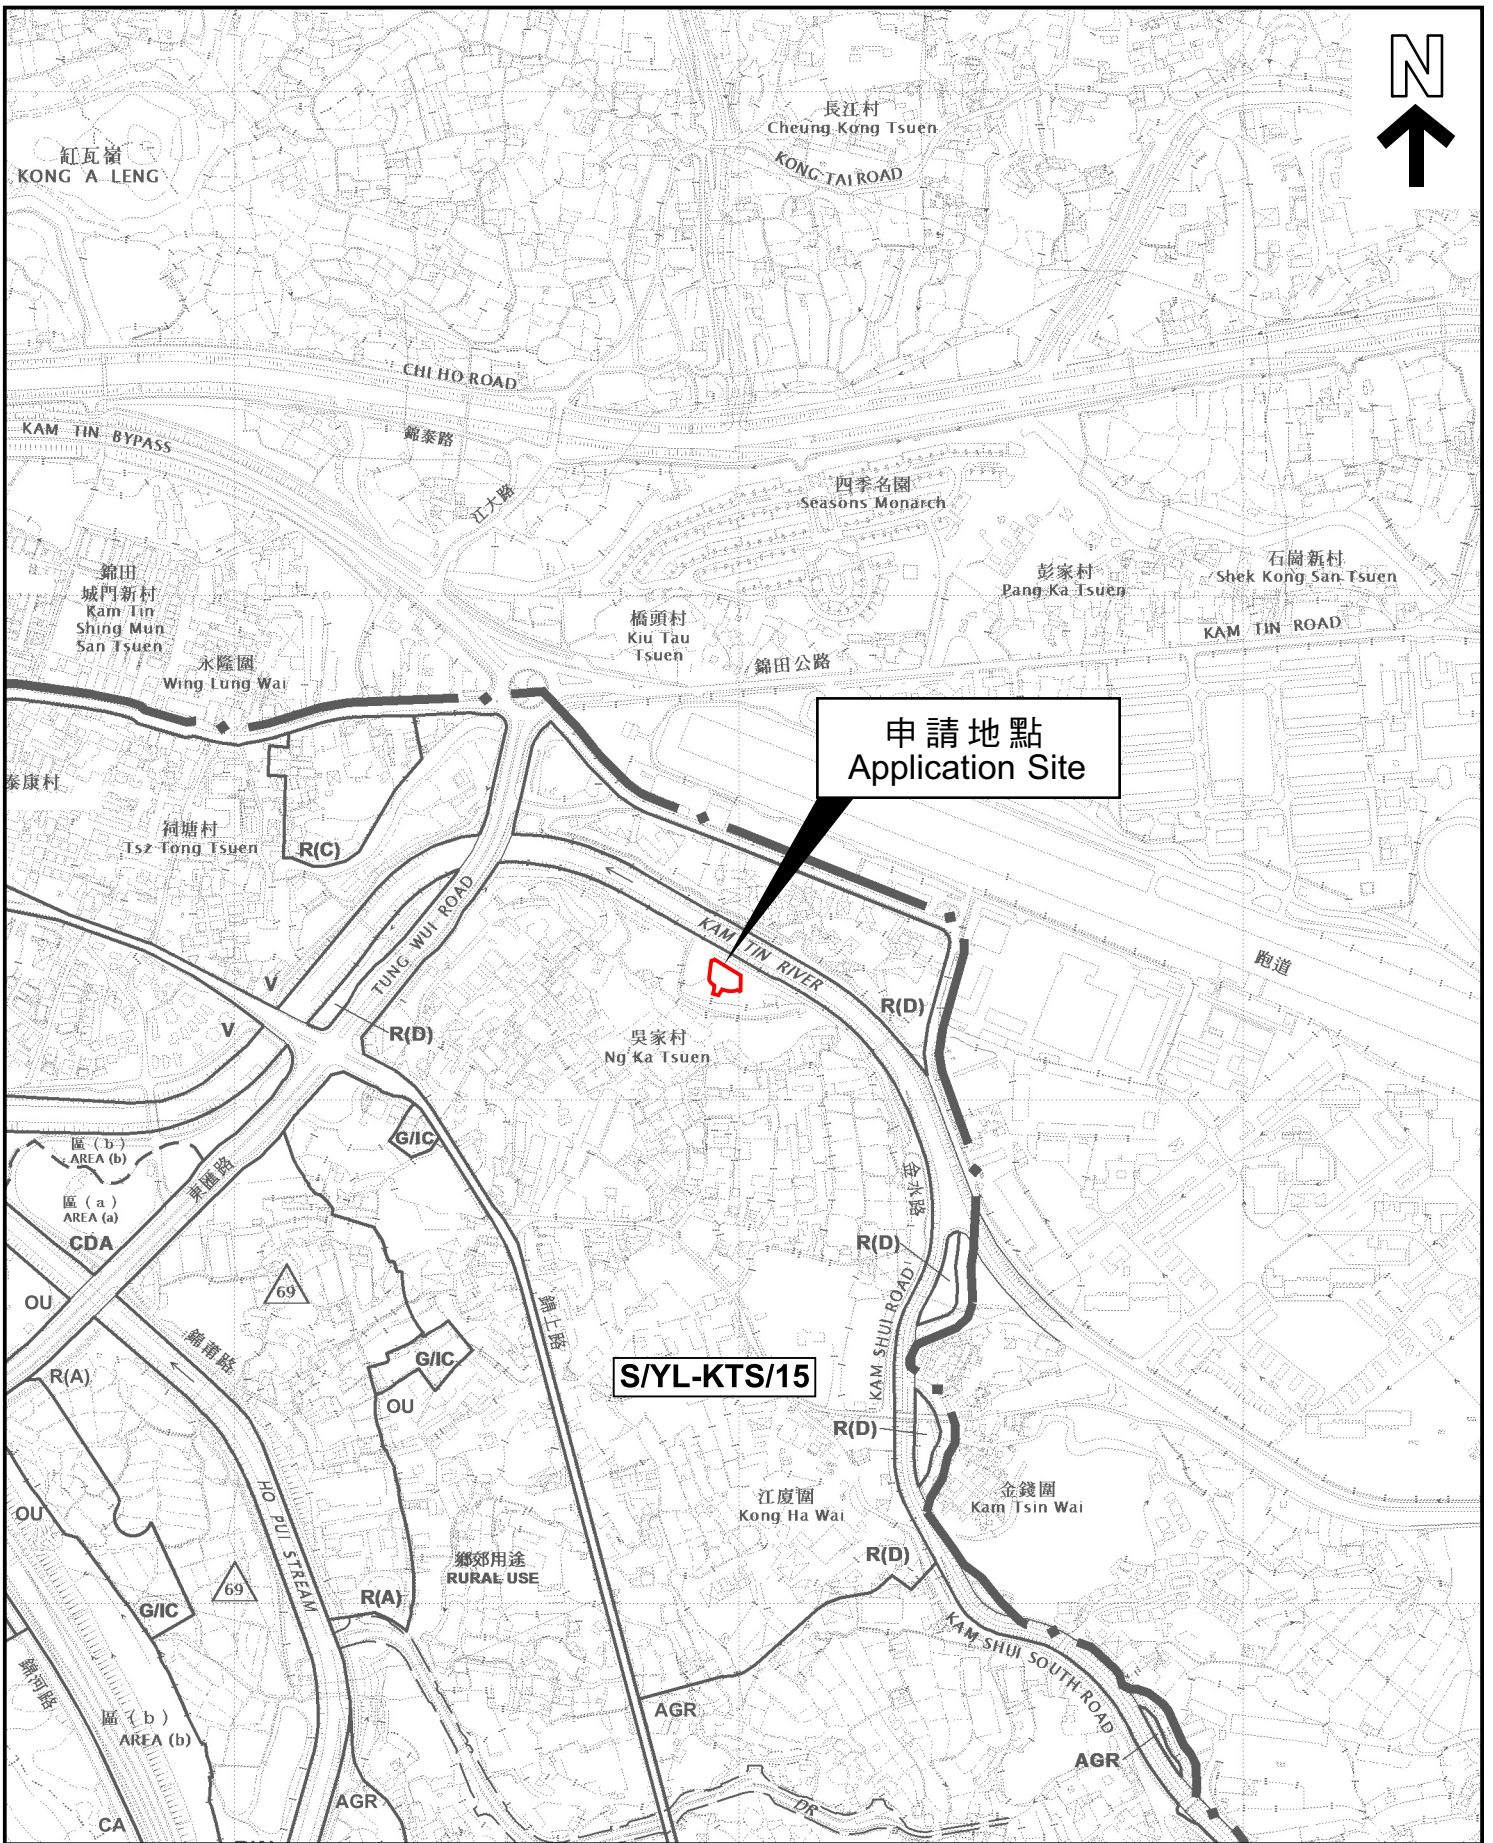 N
長江村
Cheung Kong Tsuen
KONG TAI ROAD
缸瓦嶺
KONG A LENG
CHI HO ROAD
KAM TIN BYPASS
錦泰路
江大路
四季名園
Seasons Monarch
石崗新村
Shek Kong San Tsuen
彭家村
Pang Ka Tsuen
錦田
城門新村
Kam Tin
Shing Mun
San Tsuen
橋頭村
Kiu Tau
Tsuen
KAM TIN ROAD
永隆圍
Wing Lung Wai
錦田公路
申請地點
Application Site
泰康村
祠塘村
Tsz Tong Tsuen
R(C)
TUNG WUI ROAD
KAM TIN RIVER
跑道
V
V
R(D)
R(D)
吳家村
Ng Ka Tsuen
G/IC
區 ( b )
AREA (b)
東匯路
金水路
區 ( a )
AREA (a)
CDA
R(D)
69
OU
錦上路
KAM SHUI ROAD
錦莆路
G/IC
R(A)
S/YL-KTS/15
OU
R(D)
HO PUI STREAM
江廈圍
Kong Ha Wai
金錢圍
Kam Tsin Wai
OU
鄉郊用途
RURAL USE
R(D)
69
R(A)
G/IC
KAM SHUI SOUTH ROAD
錦河路
區 ( b )
AREA (b)
AGR
AGR
AGR
DR
CA